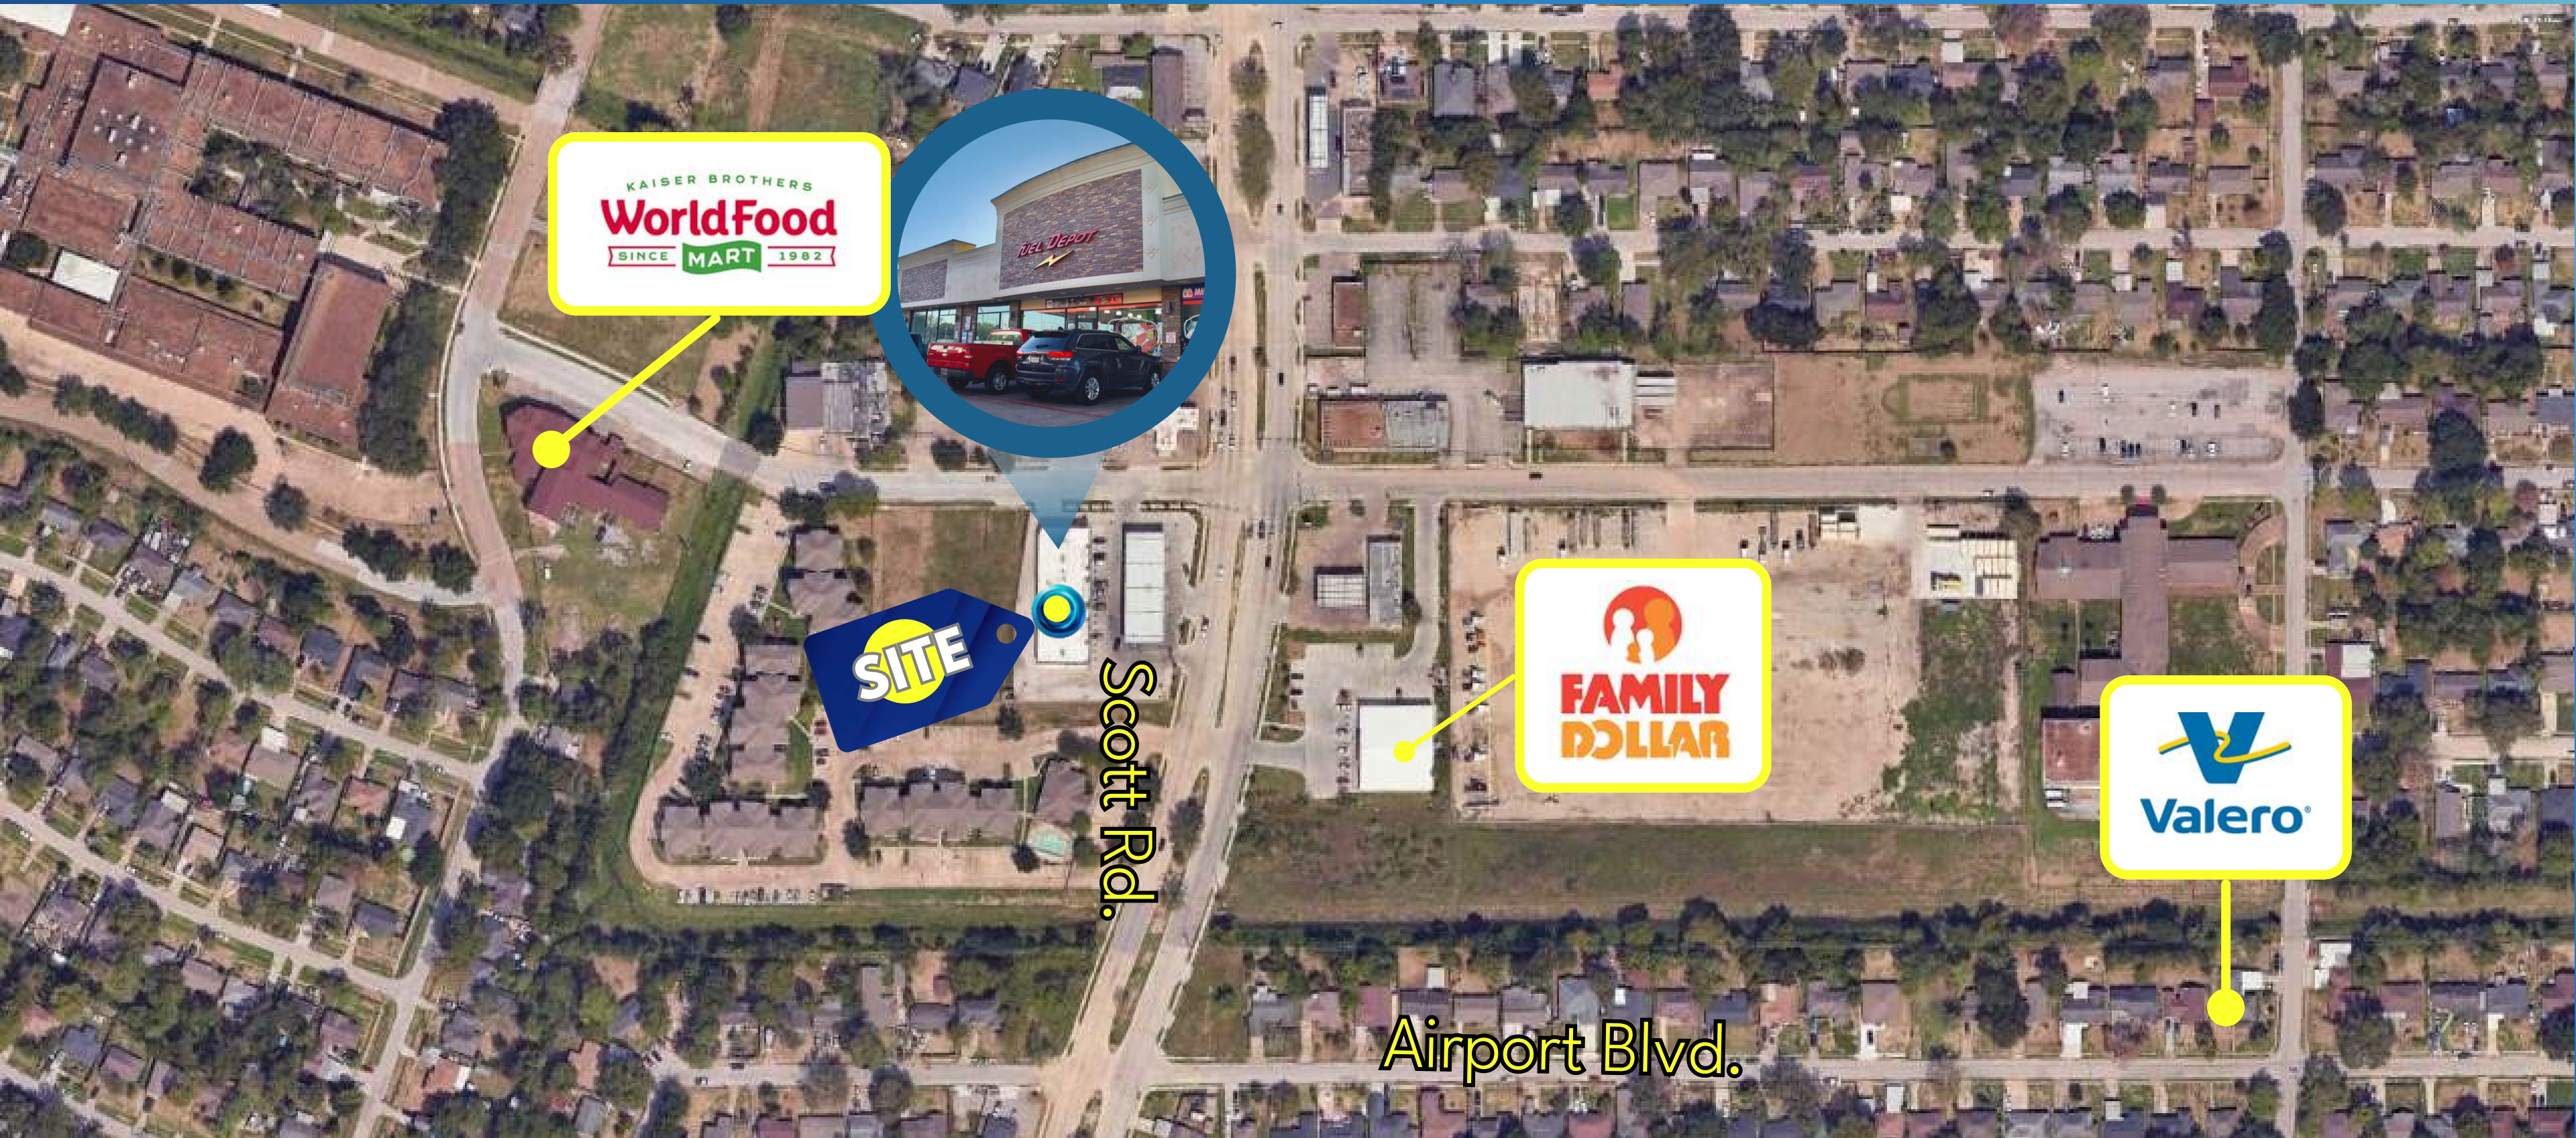 KAISER BROTHERS
WorldFood
SINCE MART 1982
FUEL DEPOT
SITE
Scott Rd.
FAMILY
DOLLAR
Valero
Airport Blvd.